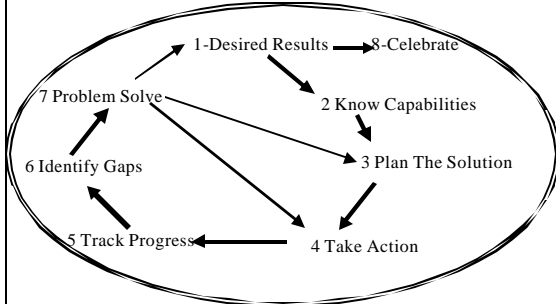 1-Desired Results
8-Celebrate
7 Problem Solve
2 Know Capabilities
6 Identify Gaps
3 Plan The Solution
5 Track Progress
4 Take Action